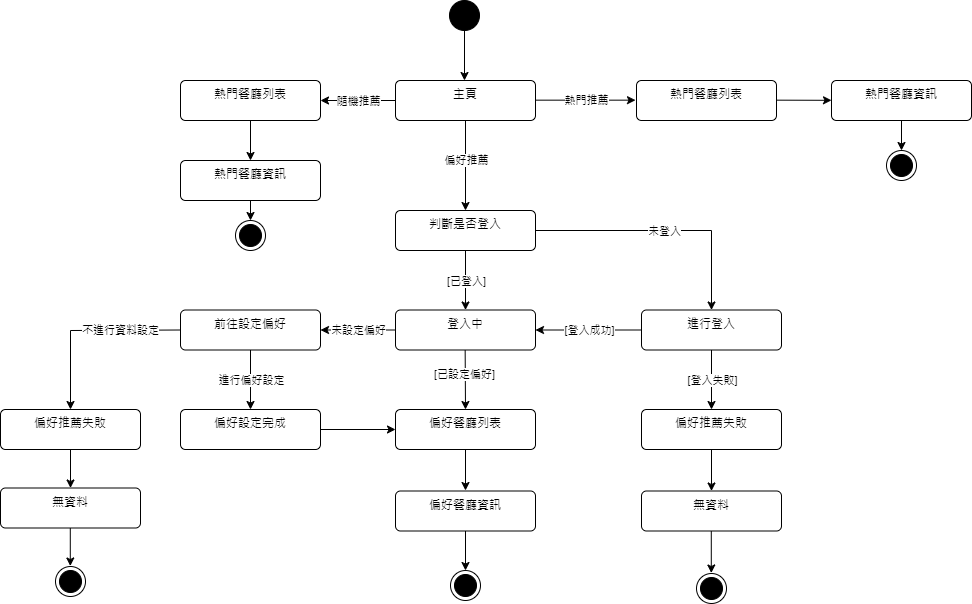 熱門餐廳列表
隨機推薦
主頁
熱門推薦
熱門餐廳列表
熱門餐廳資訊
偏好推薦
熱門餐廳資訊
判斷是否登入
未登入
[已登入]
不進行資料設定
前往設定偏好
未設定偏好
登入中
[登入成功]
進行登入
進行偏好設定
[已設定偏好]
[登入失敗]
偏好推薦失敗
偏好設定完成
偏好餐廳列表
偏好推薦失敗
無資料
偏好餐廳資訊
無資料